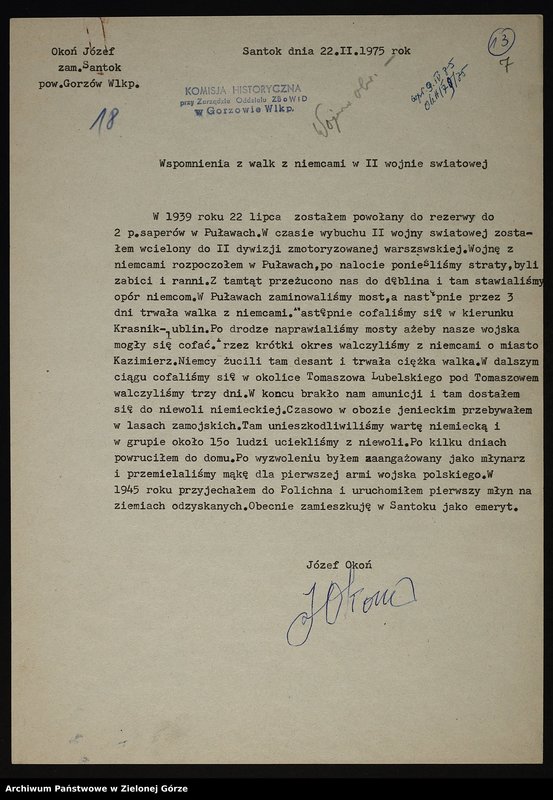 Okoń Józef
zam.Santok
pow.Gorzów Wlkp.
Santok dnia 22.II.1975 rok
13
7
18
KOMISJA HISTORYCZNA
przy Zarządzie Oddziału ZBoWiD
w Gorzowie Wlkp.
Wspomnienia z walk z niemcami w II wojnie swiatowej
W 1939 roku 22 lipca zostałem powołany do rezerwy do
2 p.saperów w Puławach.W czasie wybuchu II wojny swiatowej zosta-
łem wcielony do II dywizji zmotoryzowanej warszswskiej.Wojnę z
niemcami rozpoczołem w Puławach,po nalocie ponieśliśmy straty,byli
zabici i ranni.Z tamtąt przezucono nas do dęblina i tam stawialiśmy
opór niemcom.W Puławach zaminowaliśmy most,a następnie przez 3
dni trwała walka z niemcami.Następnie cofaliśmy się w kierunku
Krasnik-Lublin.Po drodze naprawialiśmy mosty ażeby nasze wojska
mogły się cofać.Przez krótki okres walczyliśmy z niemcami o miasto
Kazimierz.Niemcy żucili tam desant i trwała ciężka walka.W dalszym
ciągu cofaliśmy się w okolice Tomaszowa Lubelskiego pod Tomaszowem
walczyliśmy trzy dni.W koncu brakło nam amunicji i tam dostałem
się do niewoli niemieckiej.Czasowo w obozie jenieckim przebywałem
w lasach zamojskich.Tam unieszkodliwiliśmy wartę niemiecką i
w grupie około 15o ludzi uciekliśmy z niewoli.Po kilku dniach
powruciłem do domu.Po wyzwoleniu byłem zaangażowany jako młynarz
i przemielaliśmy mąkę dla pierwszej armi wojska polskiego.W
1945 roku przyjechałem do Polichna i uruchomiłem pierwszy młyn na
ziemiach odzyskanych.Obecnie zamieszkuję w Santoku jako emeryt.
Józef Okoń
JOkoń
Archiwum Państwowe w Zielonej Górze